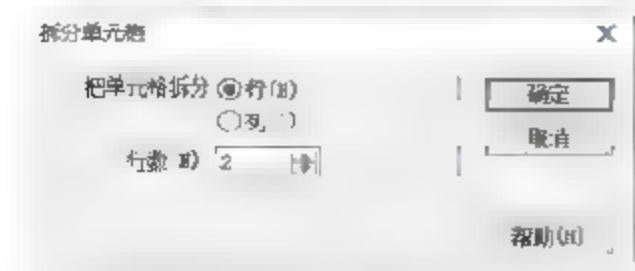 拆分单元格
把单元格拆分 行(R)
列
行数 2
确定
取消
帮助(H)